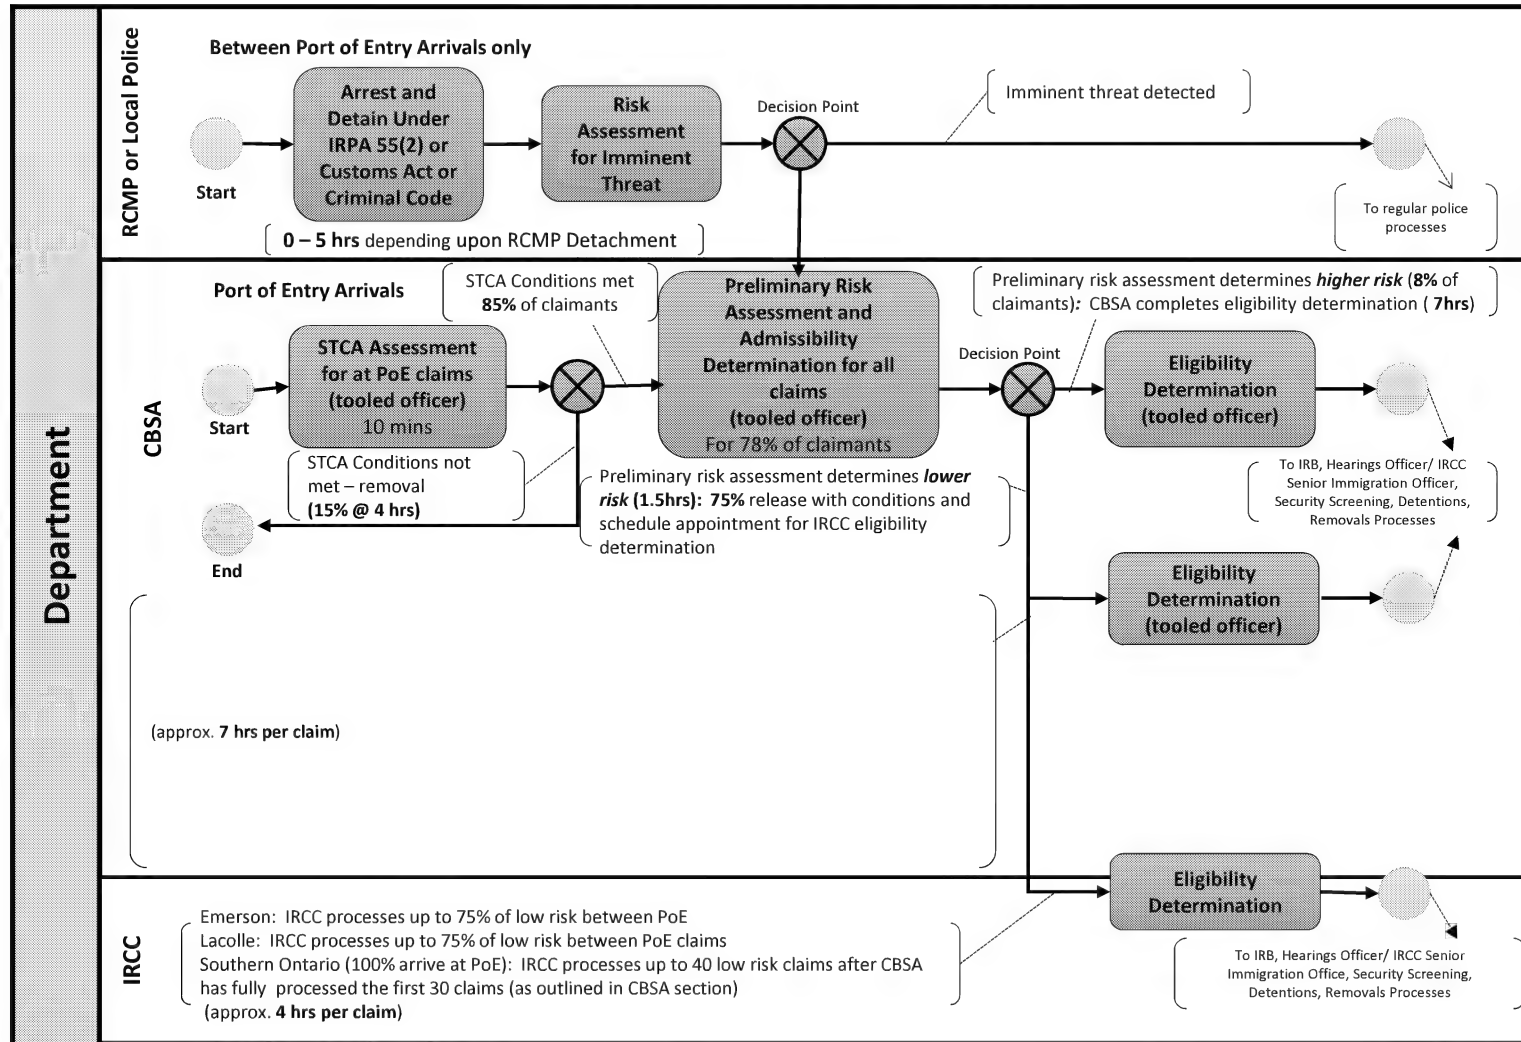 Department
RCMP or Local Police
Between Port of Entry Arrivals only
Start
Arrest and
Detain Under
IRPA 55(2) or
Customs Act or
Criminal Code
Risk
Assessment
for Imminent
Threat
Decision Point
Imminent threat detected
To regular police
processes
0 – 5 hrs depending upon RCMP Detachment
CBSA
Port of Entry Arrivals
Start
STCA Assessment
for at PoE claims
(tooled officer)
10 mins
STCA Conditions met
85% of claimants
STCA Conditions not
met – removal
(15% @ 4 hrs)
End
Preliminary Risk
Assessment and
Admissibility
Determination for all
claims
(tooled officer)
For 78% of claimants
Decision Point
Preliminary risk assessment determines higher risk (8% of
claimants): CBSA completes eligibility determination ( 7hrs)
Eligibility
Determination
(tooled officer)
Preliminary risk assessment determines lower
risk (1.5hrs): 75% release with conditions and
schedule appointment for IRCC eligibility
determination
To IRB, Hearings Officer/ IRCC
Senior Immigration Officer,
Security Screening, Detentions,
Removals Processes
Eligibility
Determination
(tooled officer)
(approx. 7 hrs per claim)
IRCC
Eligibility
Determination
Emerson: IRCC processes up to 75% of low risk between PoE
Lacolle: IRCC processes up to 75% of low risk between PoE claims
Southern Ontario (100% arrive at PoE): IRCC processes up to 40 low risk claims after CBSA
has fully processed the first 30 claims (as outlined in CBSA section)
(approx. 4 hrs per claim)
To IRB, Hearings Officer/ IRCC Senior
Immigration Office, Security Screening,
Detentions, Removals Processes